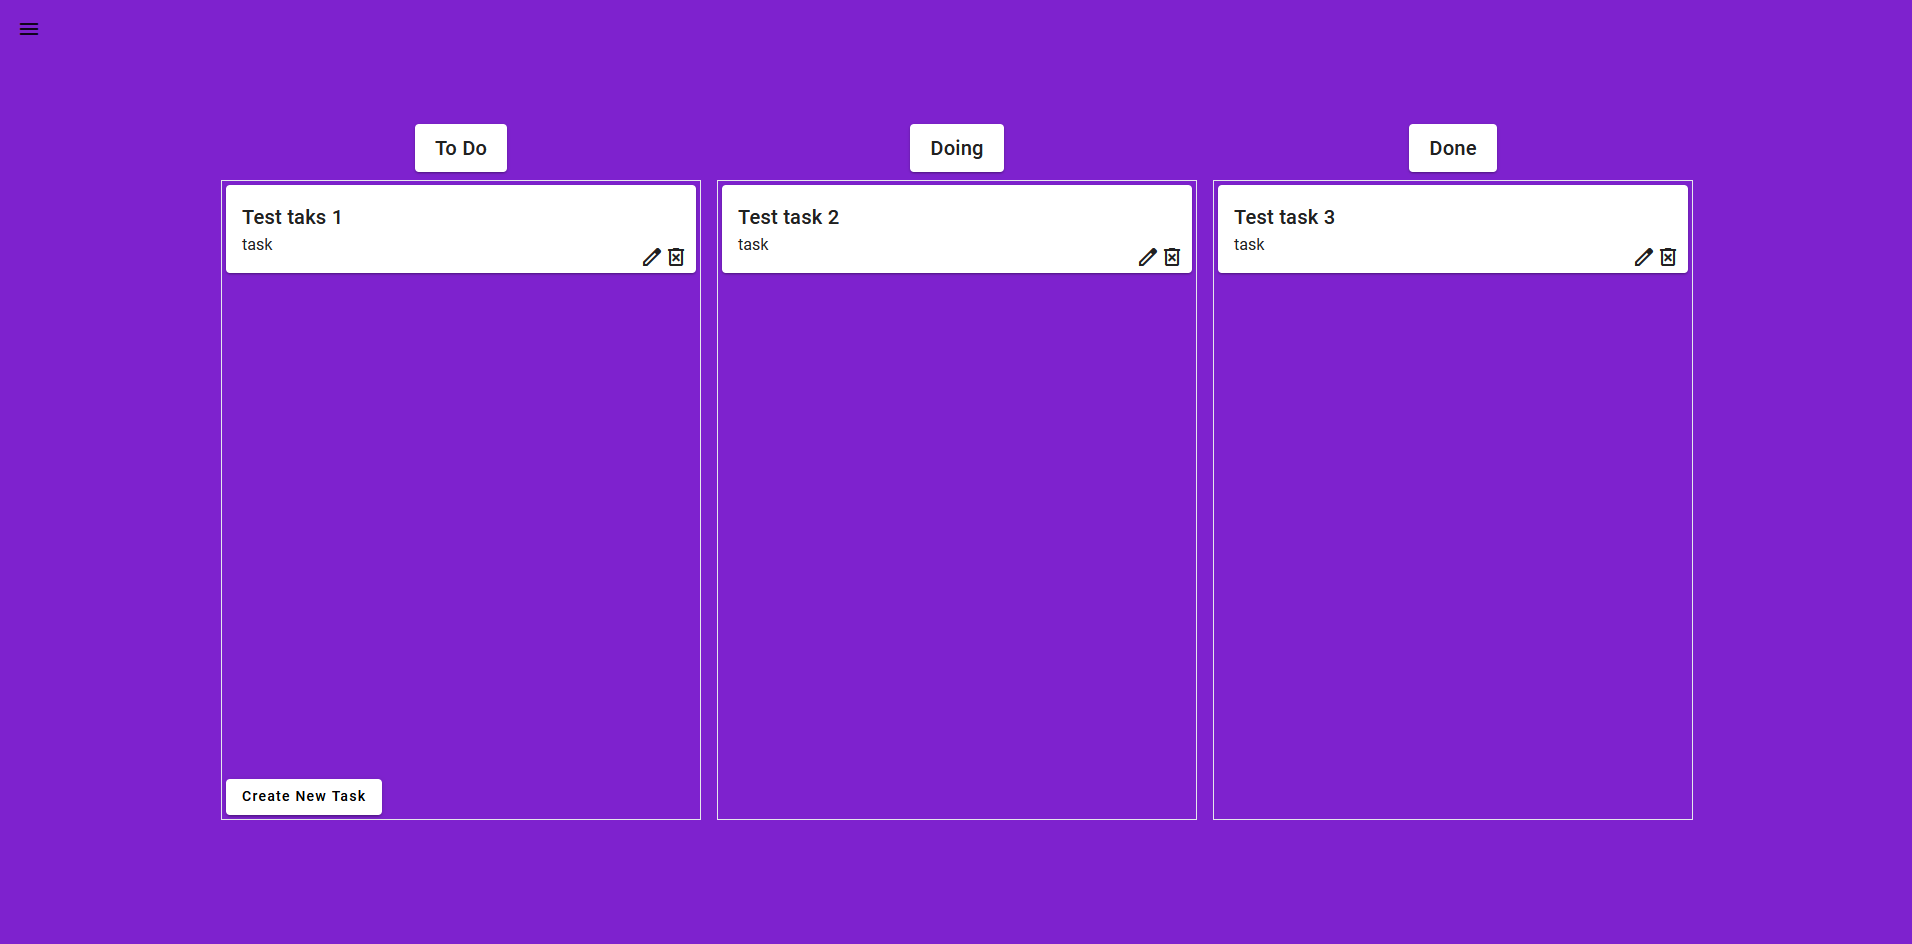 To Do
Test taks 1
task
Create New Task
Doing
Test task 2
task
Done
Test task 3
task